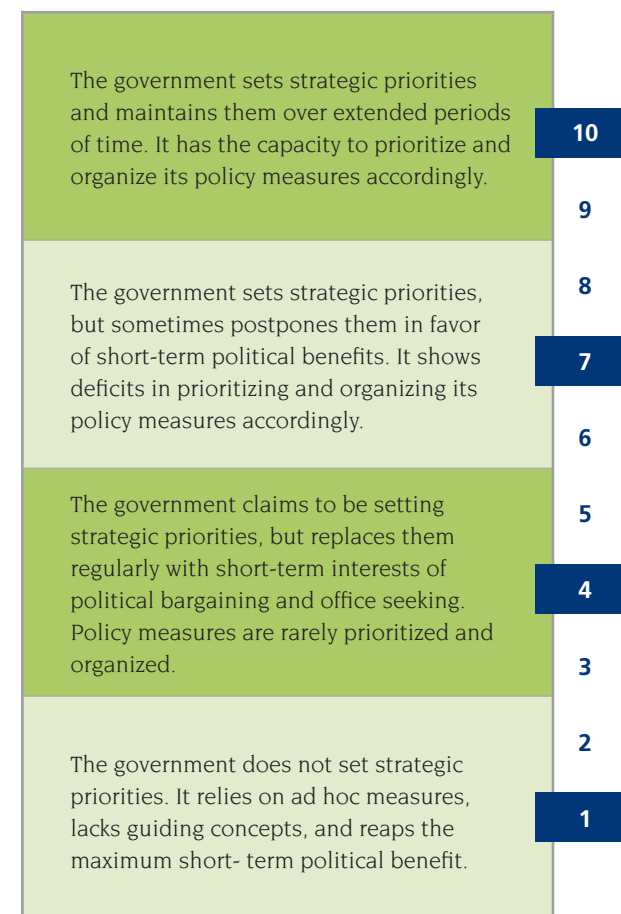 The government sets strategic priorities
and maintains them over extended periods
of time. It has the capacity to prioritize and
organize its policy measures accordingly.
10
9
The government sets strategic priorities,
but sometimes postpones them in favor
of short-term political benefits. It shows
deficits in prioritizing and organizing its
policy measures accordingly.
8
7
6
The government claims to be setting
strategic priorities, but replaces them
regularly with short-term interests of
political bargaining and office seeking.
Policy measures are rarely prioritized and
organized.
5
4
3
The government does not set strategic
priorities. It relies on ad hoc measures,
lacks guiding concepts, and reaps the
maximum short- term political benefit.
2
1